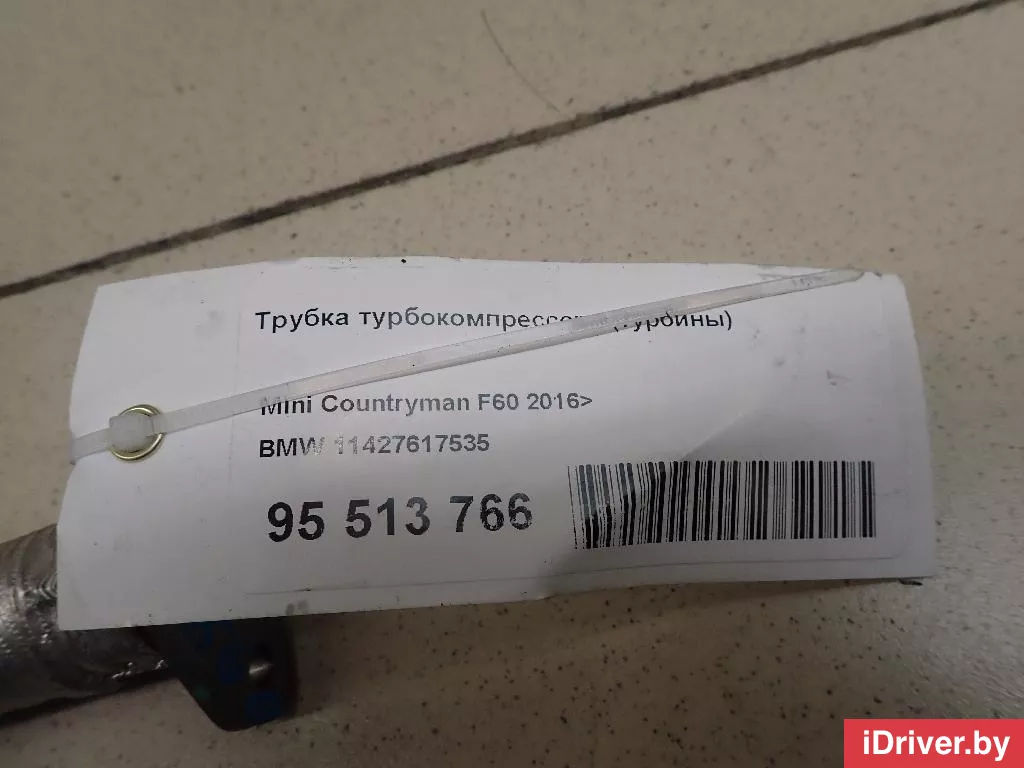 Трубка турбокомпрессора (турбины)
Mini Countryman F60 2016>
BMW 11427617535
95 513 766
iDriver.by